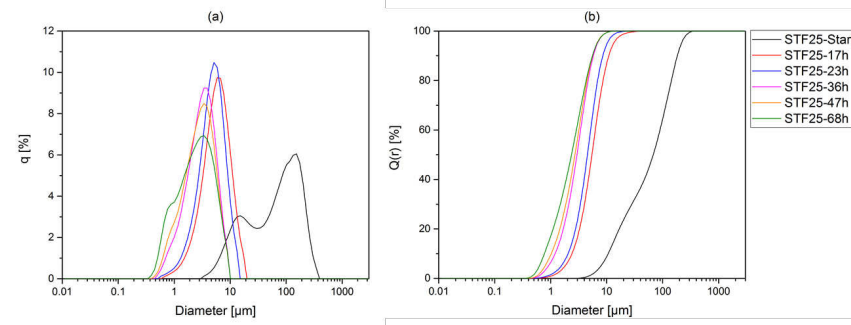 (a)
12
10
8
6
4
2
0
q [%]
0.01 0.1 1 10 100 1000
Diameter [µm]
(b)
100
80
60
40
20
0
Q(r) [%]
0.01 0.1 1 10 100 1000
Diameter [µm]
STF25-Star
STF25-17h
STF25-23h
STF25-36h
STF25-47h
STF25-68h